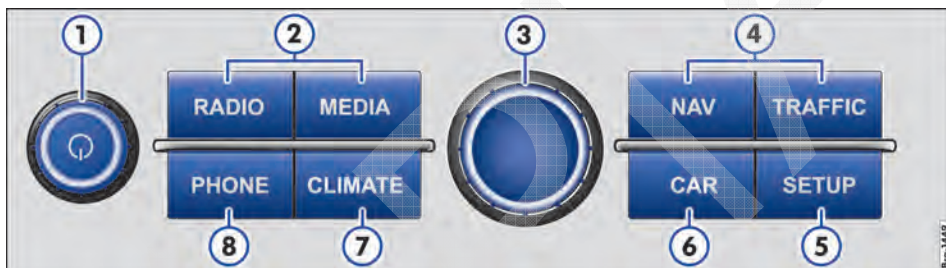 1 2 3 4
RADIO MEDIA NAV TRAFFIC
PHONE CLIMATE CAR SETUP
8 7 6 5